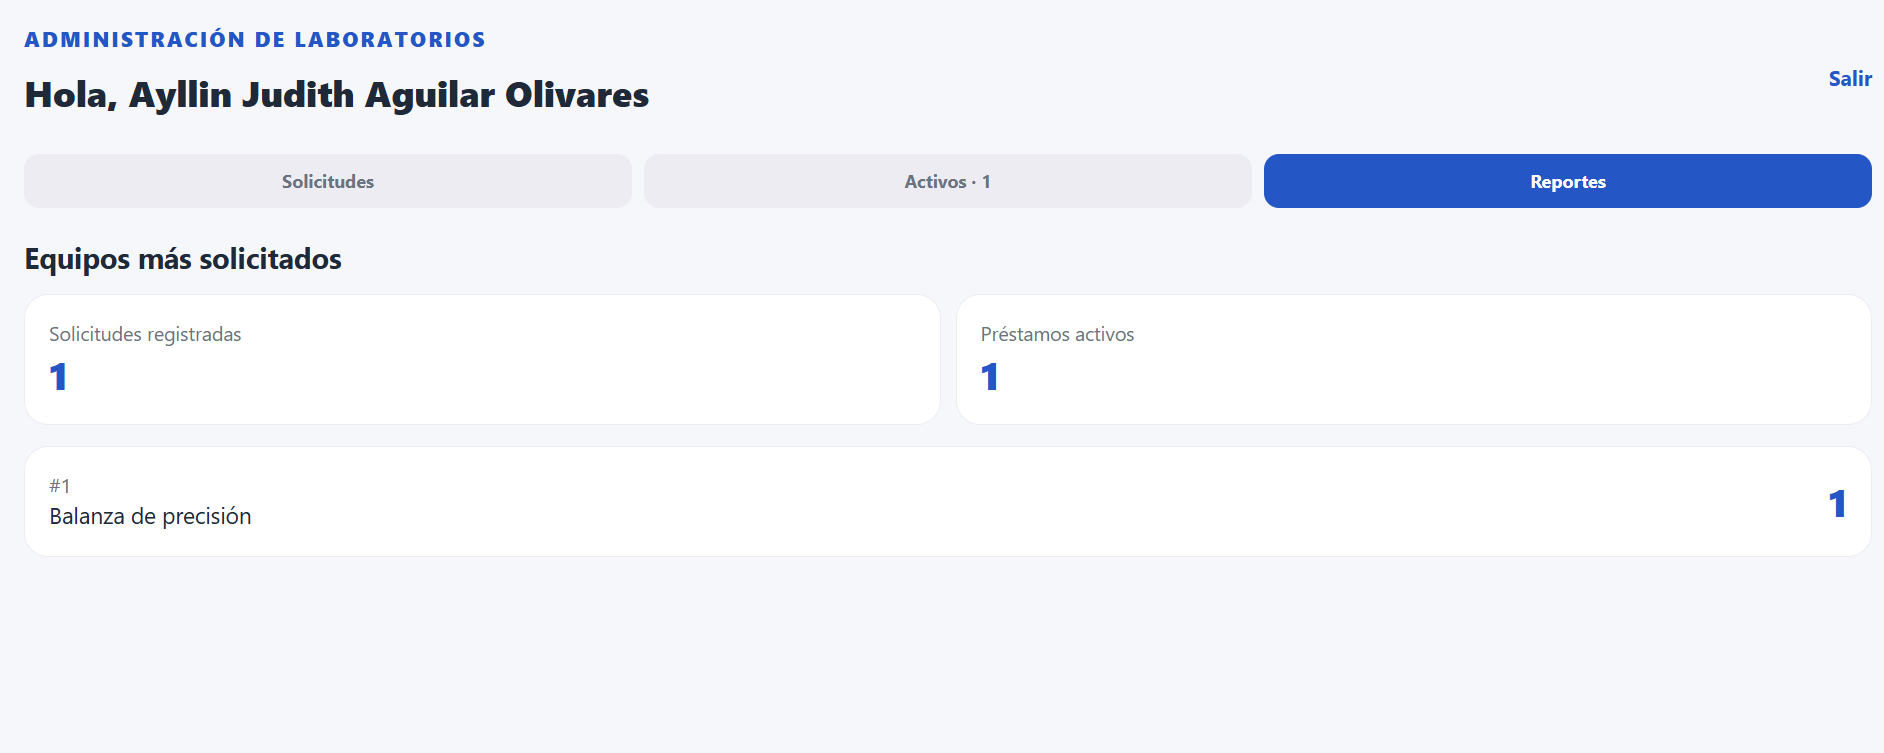 ADMINISTRACIÓN DE LABORATORIOS
Hola, Ayllin Judith Aguilar Olivares
Salir
Solicitudes
Activos · 1
Reportes
Equipos más solicitados
Solicitudes registradas
1
Préstamos activos
1
#1
Balanza de precisión
1